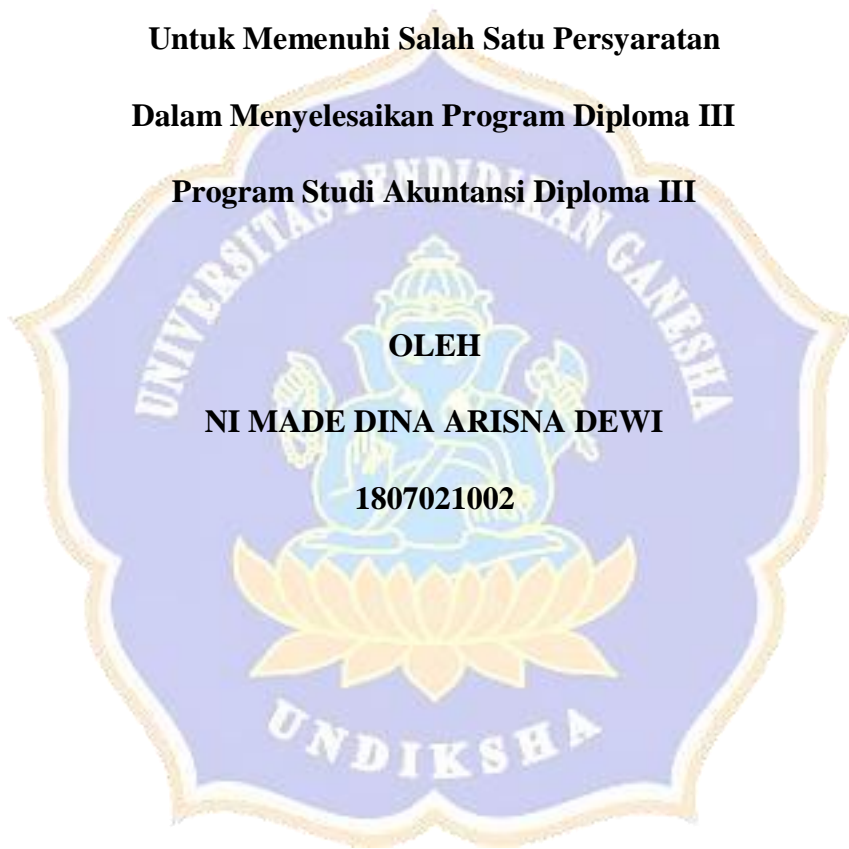 Untuk Memenuhi Salah Satu Persyaratan
Dalam Menyelesaikan Program Diploma III
Program Studi Akuntansi Diploma III
UNIVERSITAS PENDIDIKAN GANESHA
OLEH
NI MADE DINA ARISNA DEWI
1807021002
UNDIKSHA